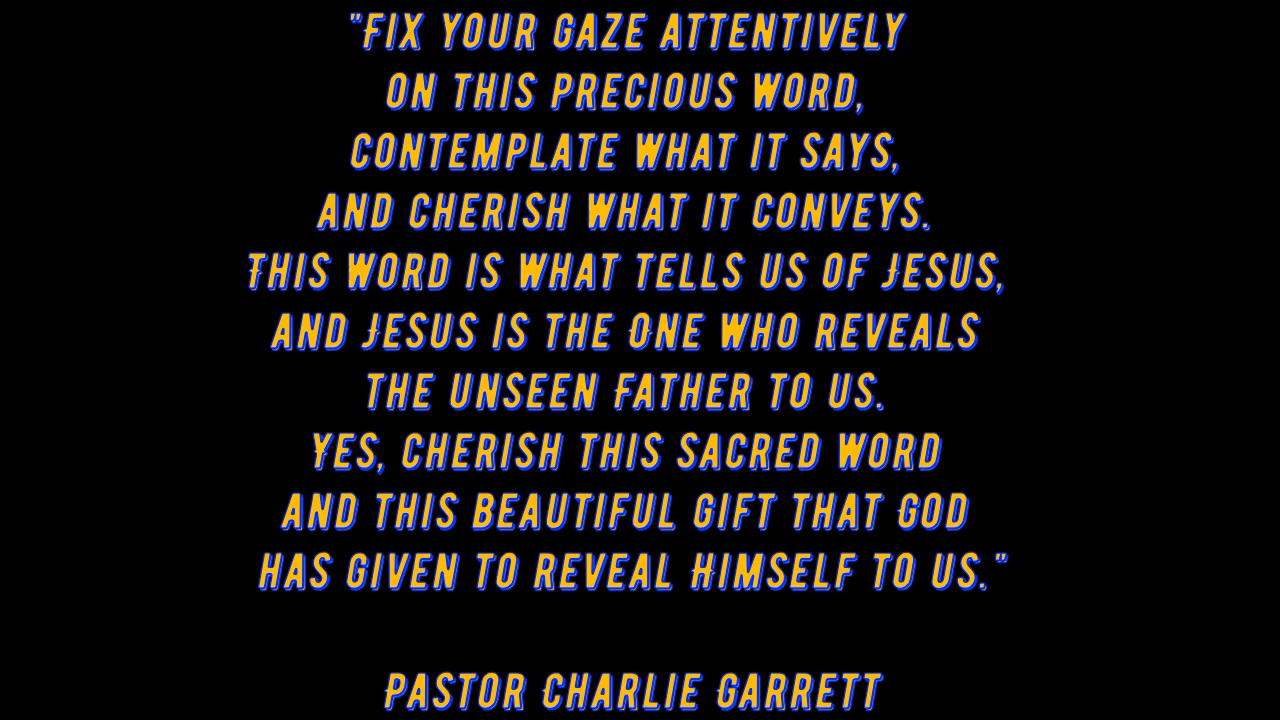 "Fix your gaze attentively
on this precious Word,
contemplate what it says,
and cherish what it conveys.
This Word is what tells us of Jesus,
and Jesus is the One Who reveals
the unseen Father to us.
Yes, cherish this sacred Word
and this beautiful gift that God
has given to reveal Himself to us."
Pastor Charlie Garrett